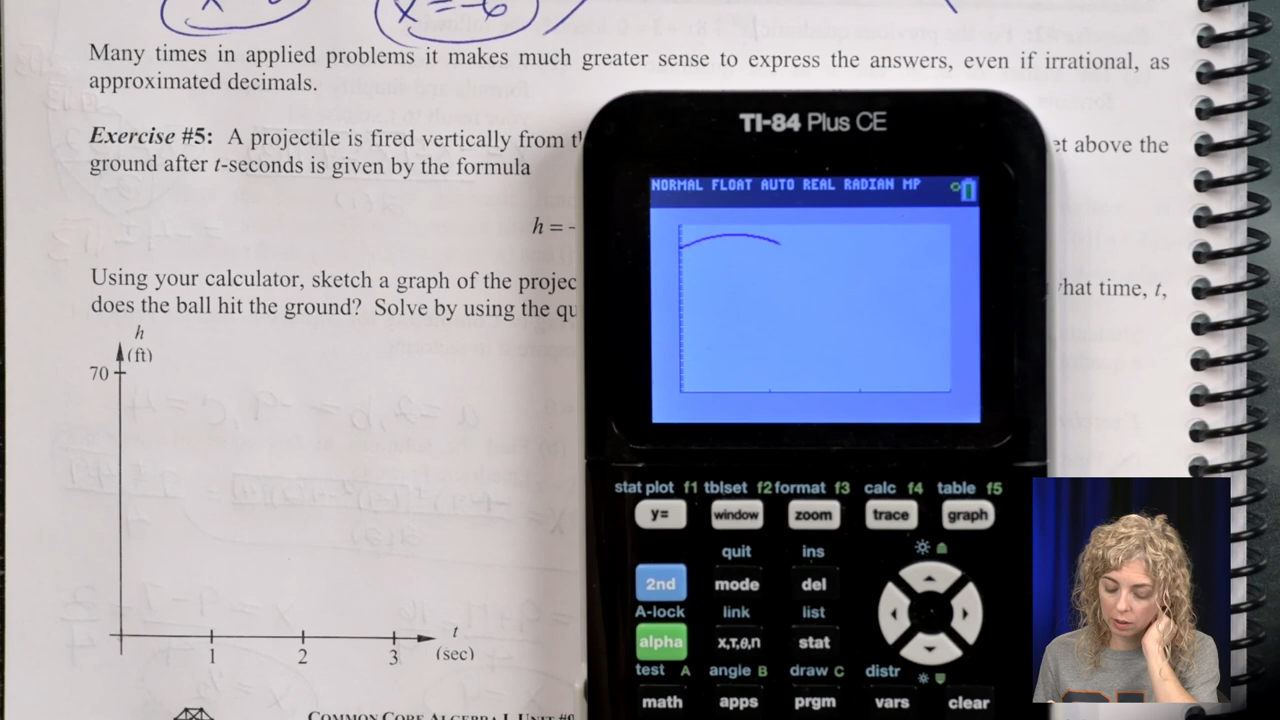 x = -6
Many times in applied problems it makes much greater sense to express the answers, even if irrational, as
approximated decimals.
Exercise #5: A projectile is fired vertically from
et above the
ground after t-seconds is given by the formula
h = -
Using your calculator, sketch a graph of the
hat time, t,
does the ball hit the ground? Solve by using the
h
(ft)
70
1 2 3
t
(sec)
COMMON CORE ALGEBRA I, UNIT
TI-84 Plus CE
NORMAL FLOAT AUTO REAL RADIAN MP
stat plot f1 tblset f2 format f3 calc f4 table f5
y= window zoom trace graph
quit ins
2nd mode del
A-lock link list
alpha X,T,θ,n stat
test A angle B draw C distr
math apps prgm vars clear